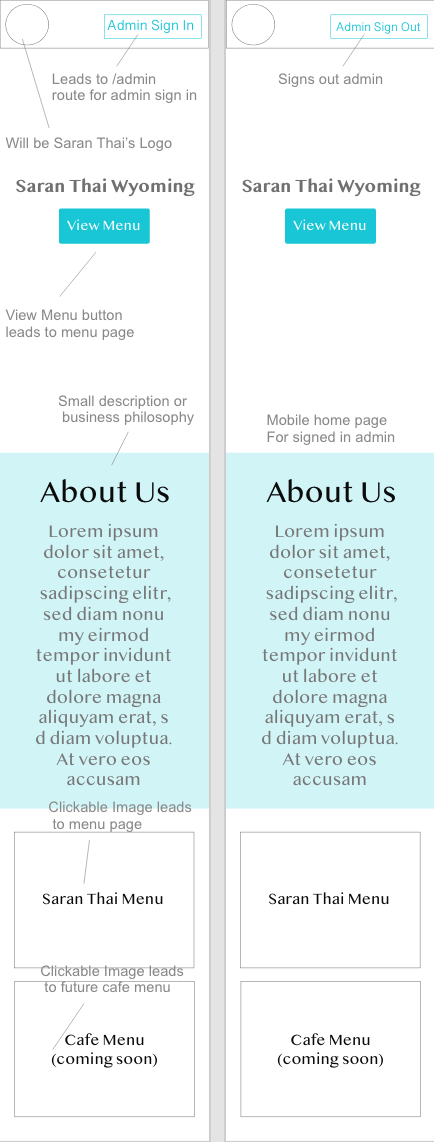 Admin Sign In
Leads to /admin
route for admin sign in
Will be Saran Thai's Logo
Saran Thai Wyoming
View Menu
View Menu button
leads to menu page
Small description or
business philosophy
About Us
Lorem ipsum
dolor sit amet,
consetetur
sadipscing elitr,
sed diam nonu
my eirmod
tempor invidunt
ut labore et
dolore magna
aliquyam erat, s
d diam voluptua.
At vero eos
accusam
Clickable Image leads
to menu page
Saran Thai Menu
Clickable Image leads
to future cafe menu
Cafe Menu
(coming soon)
Admin Sign Out
Signs out admin
Saran Thai Wyoming
View Menu
Mobile home page
For signed in admin
About Us
Lorem ipsum
dolor sit amet,
consetetur
sadipscing elitr,
sed diam nonu
my eirmod
tempor invidunt
ut labore et
dolore magna
aliquyam erat, s
d diam voluptua.
At vero eos
accusam
Saran Thai Menu
Cafe Menu
(coming soon)